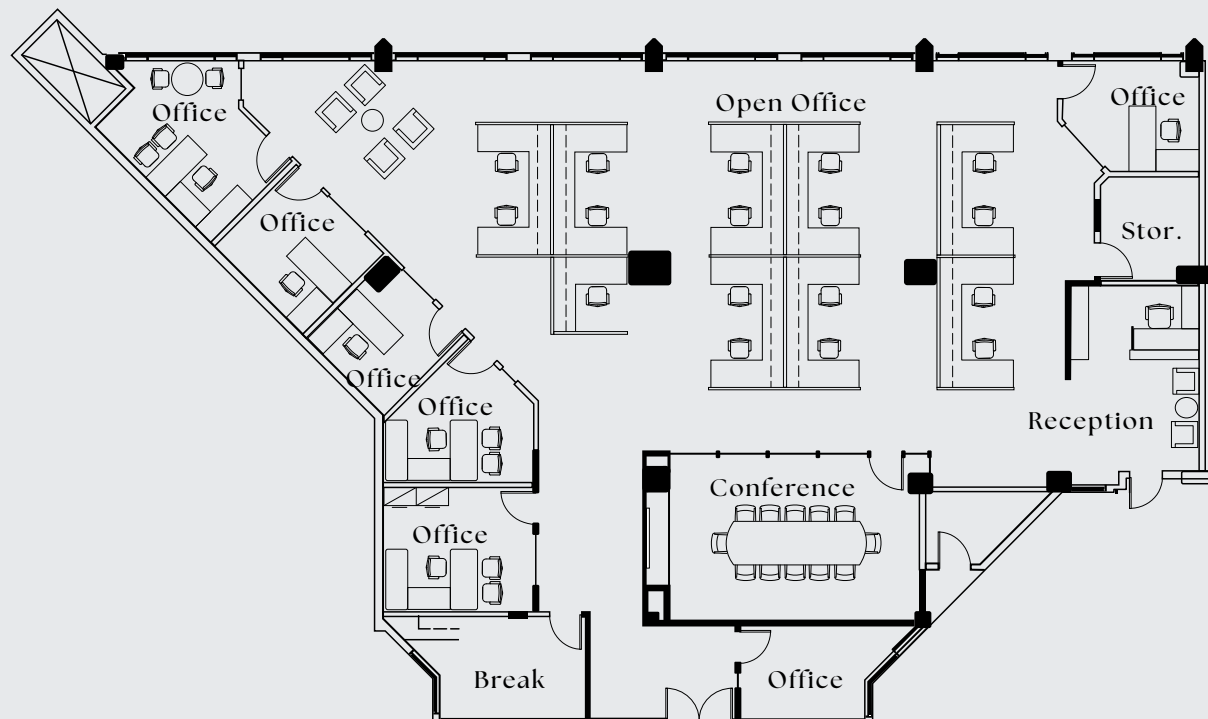 Open Office
Office
Office
Office
Stor.
Office
Office
Reception
Conference
Office
Break
Office